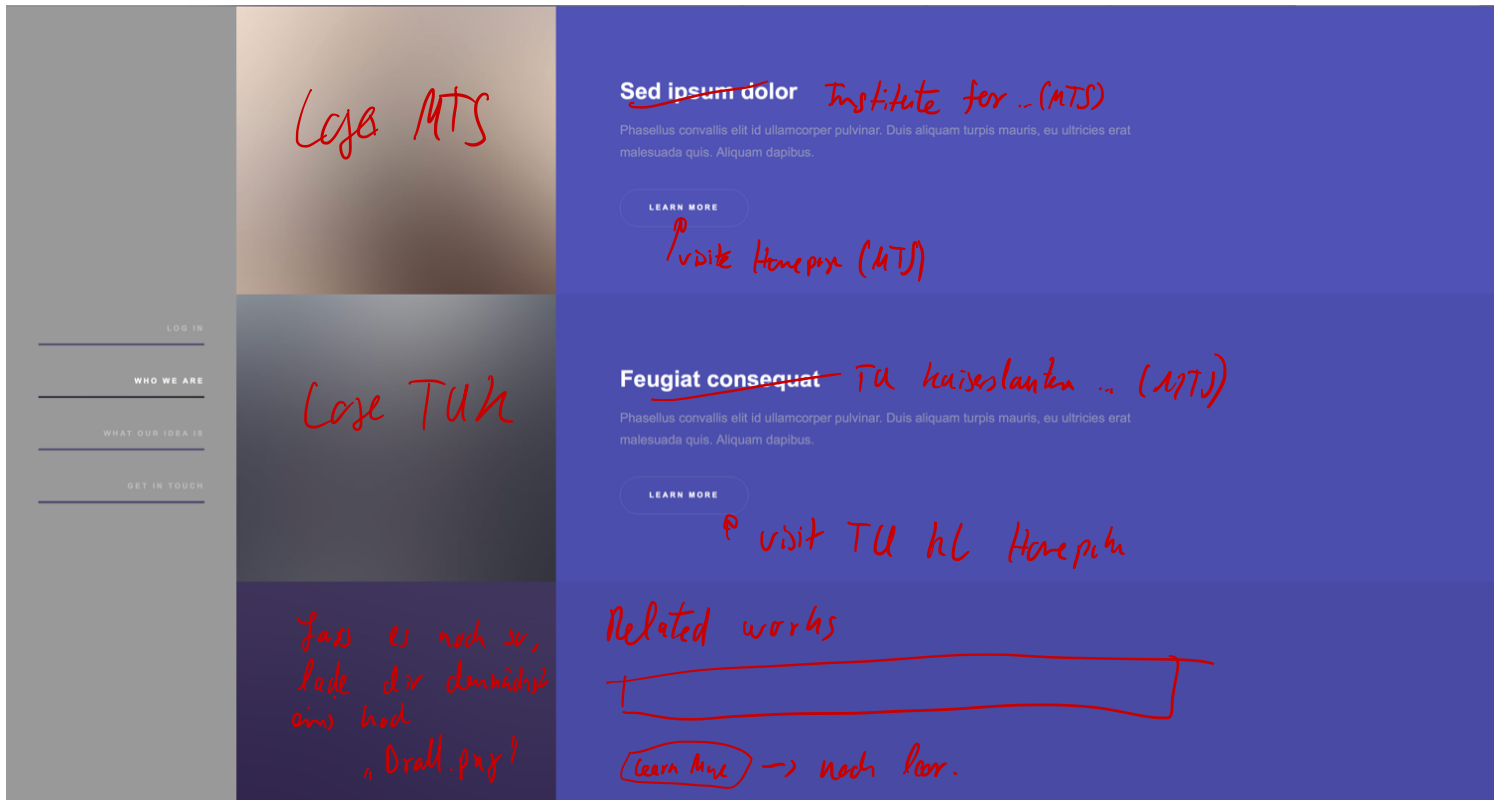 LOG IN
WHO WE ARE
WHAT OUR IDEA IS
GET IN TOUCH
Logo MTS
Sed ipsum dolor Institute for .. (MTS)
Phasellus convallis elit id ullamcorper pulvinar. Duis aliquam turpis mauris, eu ultricies erat
malesuada quis. Aliquam dapibus.
LEARN MORE
visite Homepage (MTS)
Logo TUK
Feugiat consequat TU Kaiserslautern .. (MTS)
Phasellus convallis elit id ullamcorper pulvinar. Duis aliquam turpis mauris, eu ultricies erat
malesuada quis. Aliquam dapibus.
LEARN MORE
visit TU KL
Lass es noch so,
lade dir demnächst
eins hoch
„Drall.png"
Related works
Learn More -> noch leer.